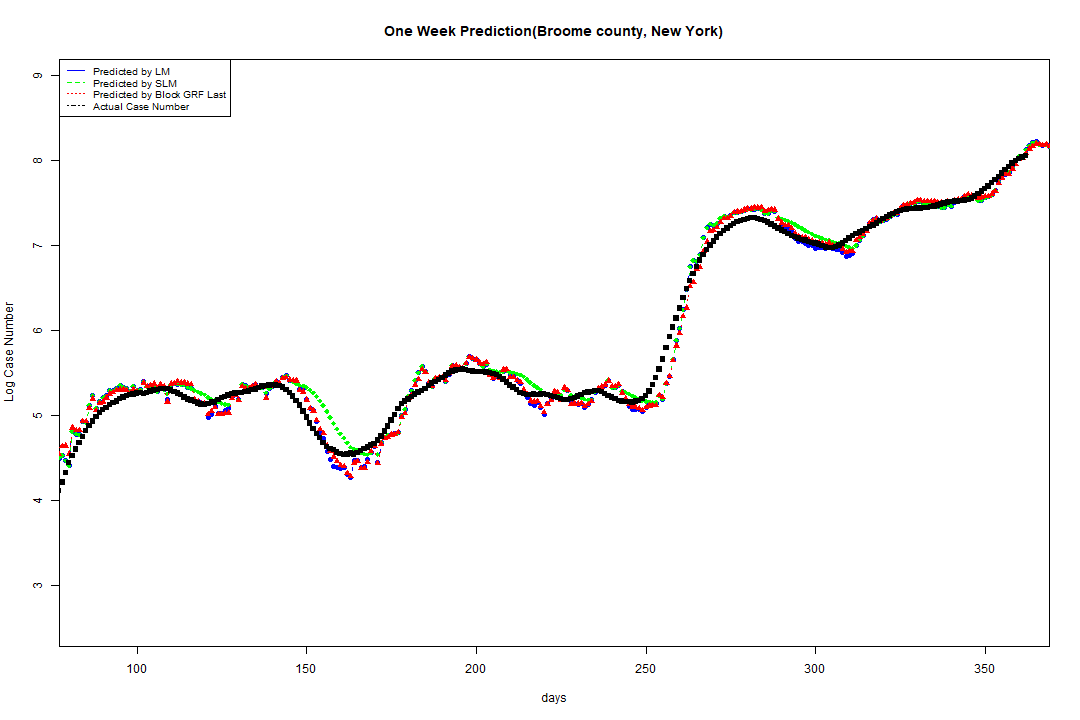 One Week Prediction(Broome county, New York)
Predicted by LM
Predicted by SLM
Predicted by Block GRF Last
Actual Case Number
Log Case Number
9
8
7
6
5
4
3
100 150 200 250 300 350
days